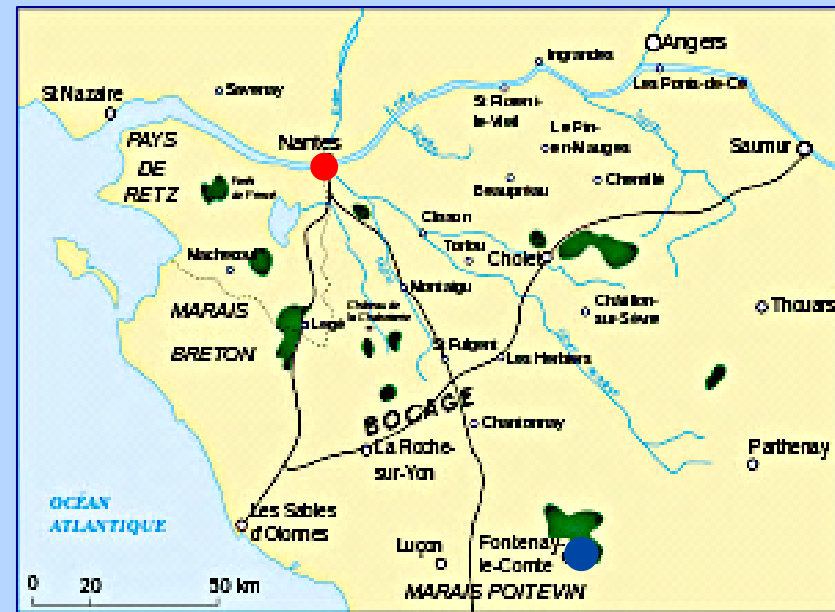 Angers
Ingrandes
Les Ponts-de-Cé
St Nazaire
Savenay
St Florent-
le-Vieil
Nantes
PAYS
DE
RETZ
Le Pin-
en-Mauges
Saumur
Beaupréau
Chemillé
Clisson
Torfou
Cholet
Machecoul
Montaigu
Châtillon-
sur-Sèvre
Thouars
MARAIS
BRETON
Legé
St Fulgent
Les Herbiers
BOCAGE
Chantonnay
La Roche-
sur-Yon
Parthenay
OCÉAN
ATLANTIQUE
Les Sables
d'Olonnes
Luçon
Fontenay-
le-Comte
0 20 50 km
MARAIS POITEVIN